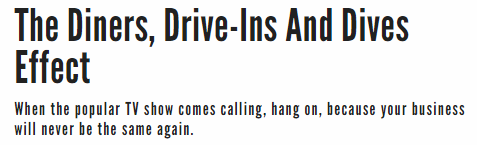 The Diners, Drive-Ins And Dives
Effect
When the popular TV show comes calling, hang on, because your business
will never be the same again.